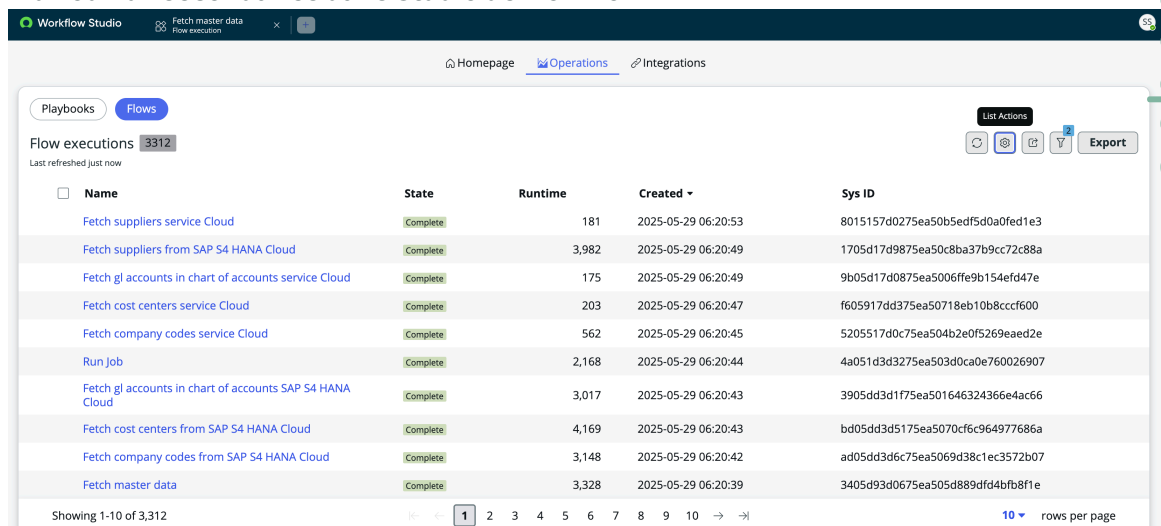 Workflow Studio
Fetch master data
Flow execution
SS
Homepage
Operations
Integrations
Playbooks
Flows
List Actions
Flow executions 3312
2
Export
Last refreshed just now
Name State Runtime Created Sys ID
Fetch suppliers service Cloud Complete 181 2025-05-29 06:20:53 8015157d0275ea50b5edf5d0a0fed1e3
Fetch suppliers from SAP S4 HANA Cloud Complete 3,982 2025-05-29 06:20:49 1705d17d9875ea50c8ba37b9cc72c88a
Fetch gl accounts in chart of accounts service Cloud Complete 175 2025-05-29 06:20:49 9b05d17d0875ea5006ffe9b154efd47e
Fetch cost centers service Cloud Complete 203 2025-05-29 06:20:47 f605917dd375ea50718eb10b8cccf600
Fetch company codes service Cloud Complete 562 2025-05-29 06:20:45 5205517d0c75ea504b2e0f5269eaed2e
Run Job Complete 2,168 2025-05-29 06:20:44 4a051d3d3275ea503d0ca0e760026907
Fetch gl accounts in chart of accounts SAP S4 HANA
Cloud Complete 3,017 2025-05-29 06:20:43 3905dd3d1f75ea501646324366e4ac66
Fetch cost centers from SAP S4 HANA Cloud Complete 4,169 2025-05-29 06:20:43 bd05dd3d5175ea5070cf6c964977686a
Fetch company codes from SAP S4 HANA Cloud Complete 3,148 2025-05-29 06:20:42 ad05dd3d6c75ea5069d38c1ec3572b07
Fetch master data Complete 3,328 2025-05-29 06:20:39 3405d93d0675ea505d889dfd4bfb8f1e
Showing 1-10 of 3,312 1 2 3 4 5 6 7 8 9 10 10 rows per page